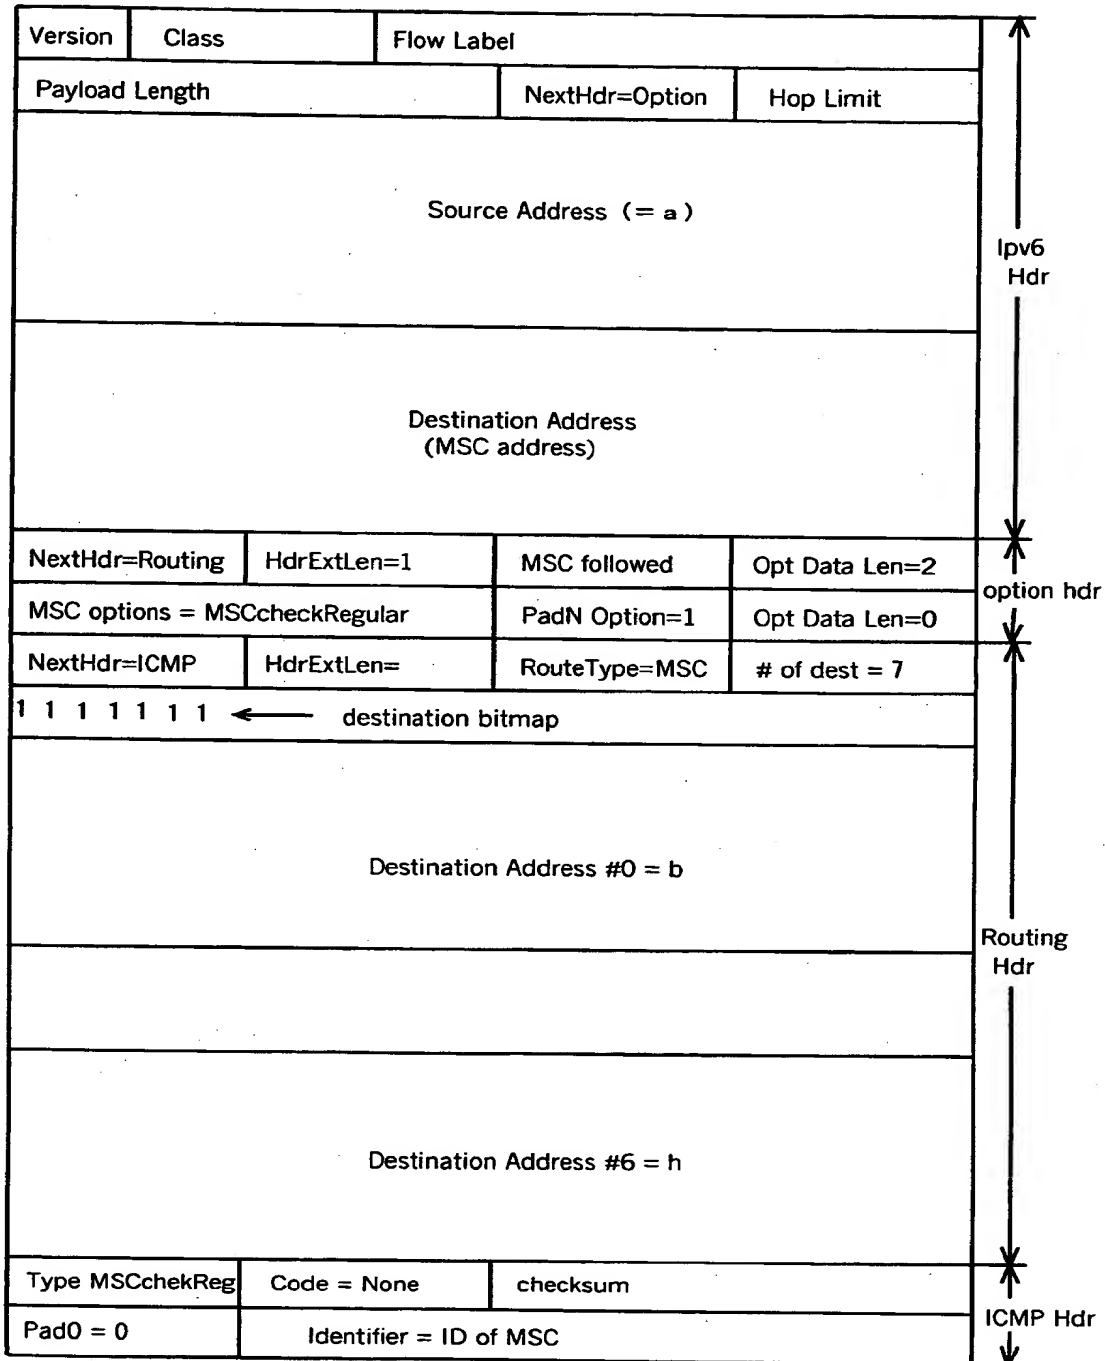 Version Class Flow Label
Payload Length NextHdr=Option Hop Limit
Source Address (= a )
Ipv6
Hdr
Destination Address
(MSC address)
NextHdr=Routing HdrExtLen=1 MSC followed Opt Data Len=2
option hdr
MSC options = MSCcheckRegular PadN Option=1 Opt Data Len=0
NextHdr=ICMP HdrExtLen= RouteType=MSC # of dest = 7
1 1 1 1 1 1 1 ← destination bitmap
Destination Address #0 = b
Routing
Hdr
Destination Address #6 = h
Type MSCchekReg Code = None checksum
ICMP Hdr
Pad0 = 0 Identifier = ID of MSC